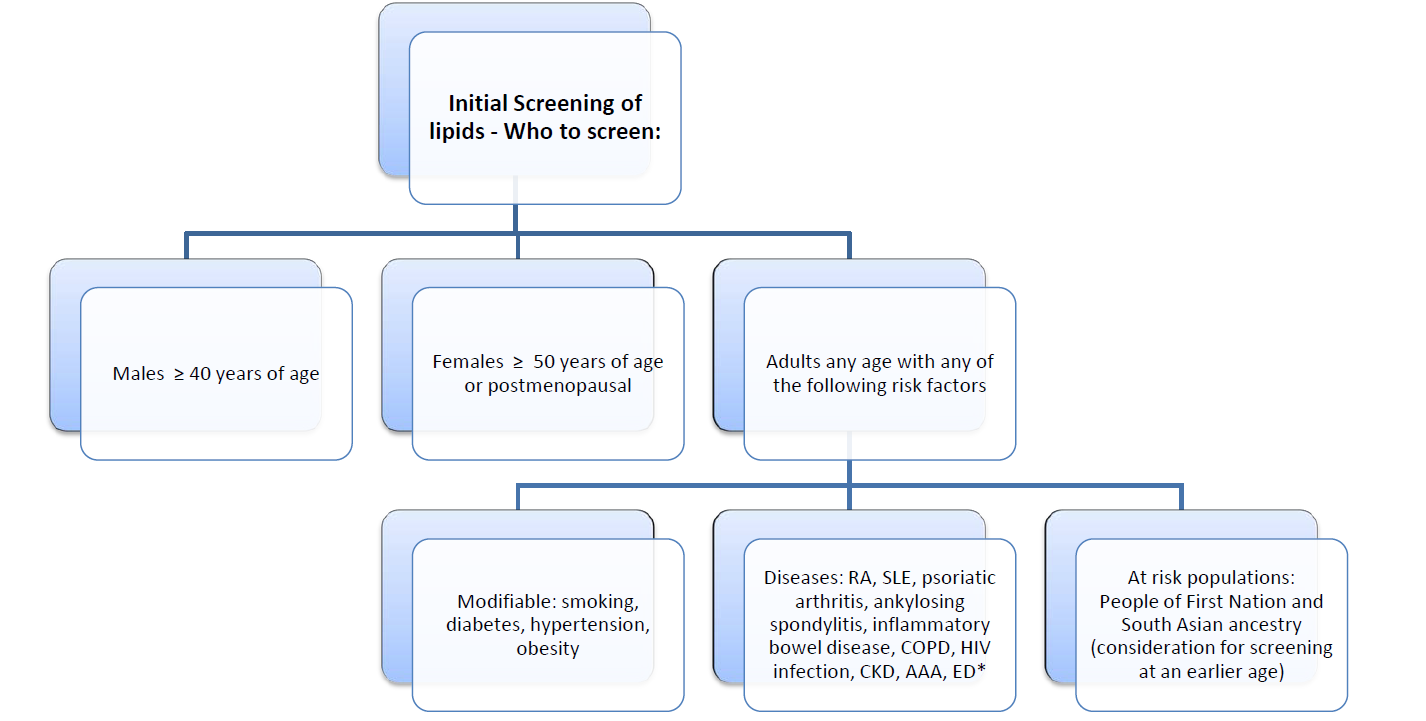 Initial Screening of
lipids - Who to screen:
Males ≥ 40 years of age
Females ≥ 50 years of age
or postmenopausal
Adults any age with any of
the following risk factors
Modifiable: smoking,
diabetes, hypertension,
obesity
Diseases: RA, SLE, psoriatic
arthritis, ankylosing
spondylitis, inflammatory
bowel disease, COPD, HIV
infection, CKD, AAA, ED*
At risk populations:
People of First Nation and
South Asian ancestry
(consideration for screening
at an earlier age)